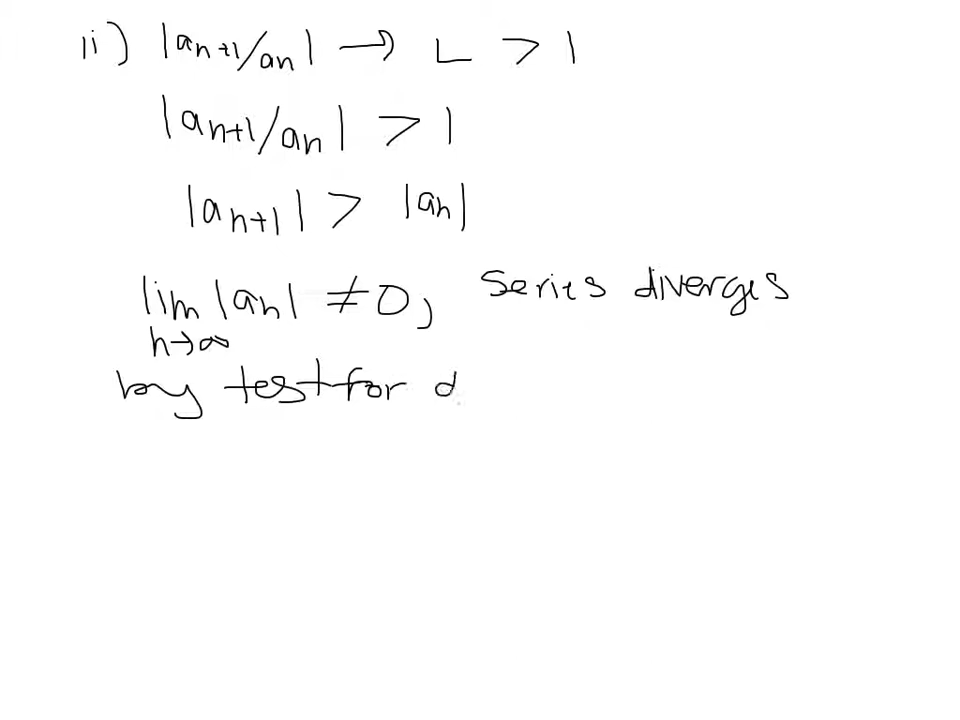 ii) |an+1/an| → L > 1
|an+1/an| > 1
|an+1| > |an|
lim |an| ≠ 0, Series diverges
n→∞
by test for d